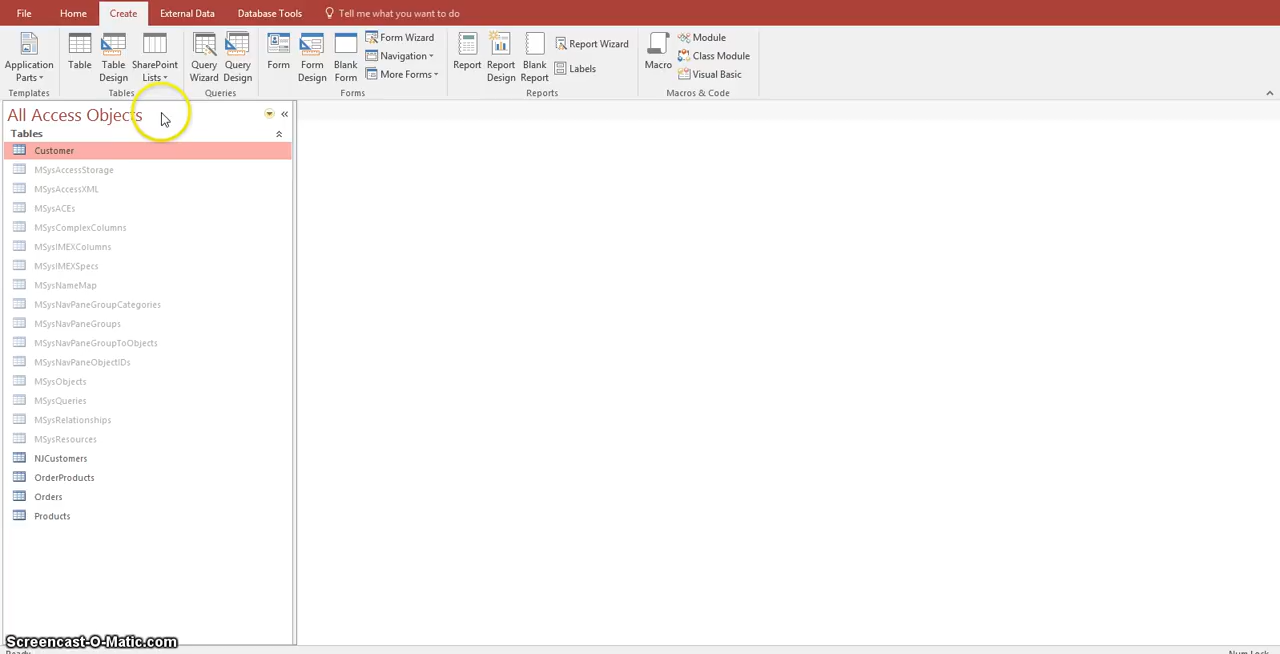 File Home Create External Data Database Tools Tell me what you want to do
Application Parts
Table
Table Design
SharePoint Lists
Query Wizard
Query Design
Form
Form Design
Blank Form
Form Wizard
Navigation
More Forms
Report
Report Design
Blank Report
Report Wizard
Labels
Macro
Module
Class Module
Visual Basic
Templates Tables Queries Forms Reports Macros & Code
All Access Objects
Tables
Customer
MSysAccessStorage
MSysAccessXML
MSysACEs
MSysComplexColumns
MSysIMEXColumns
MSysIMEXSpecs
MSysNameMap
MSysNavPaneGroupCategories
MSysNavPaneGroups
MSysNavPaneGroupToObjects
MSysNavPaneObjectIDs
MSysObjects
MSysQueries
MSysRelationships
MSysResources
NJCustomers
OrderProducts
Orders
Products
Screencast-O-Matic.com
Ready Num Lock